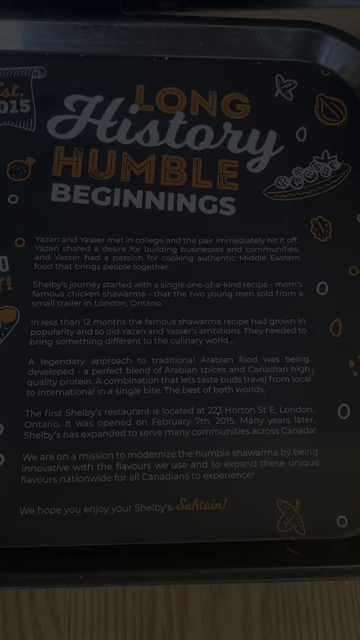 Est.
2015
LONG
History
HUMBLE
BEGINNINGS
Yazan and Yasser met in college and the pair immediately hit it off.
Yazan shared a desire for building businesses and communities,
and Yasser had a passion for cooking authentic Middle Eastern
food that brings people together.
Shelby's journey started with a single one-of-a-kind recipe - mom's
famous chicken shawarma - that the two young men sold from a
small trailer in London, Ontario.
In less than 12 months the famous shawarma recipe had grown in
popularity and so did Yazan and Yasser's ambitions. They needed to
bring something different to the culinary world...
A legendary approach to traditional Arabian food was being
developed - a perfect blend of Arabian spices and Canadian high
quality protein. A combination that lets taste buds travel from local
to international in a single bite. The best of both worlds.
The first Shelby's restaurant is located at 223 Horton St E, London,
Ontario. It was opened on February 7th, 2015. Many years later,
Shelby's has expanded to serve many communities across Canada!
We are on a mission to modernize the humble shawarma by being
innovative with the flavours we use and to expand these unique
flavours nationwide for all Canadians to experience!
We hope you enjoy your Shelby's. Sahtain!